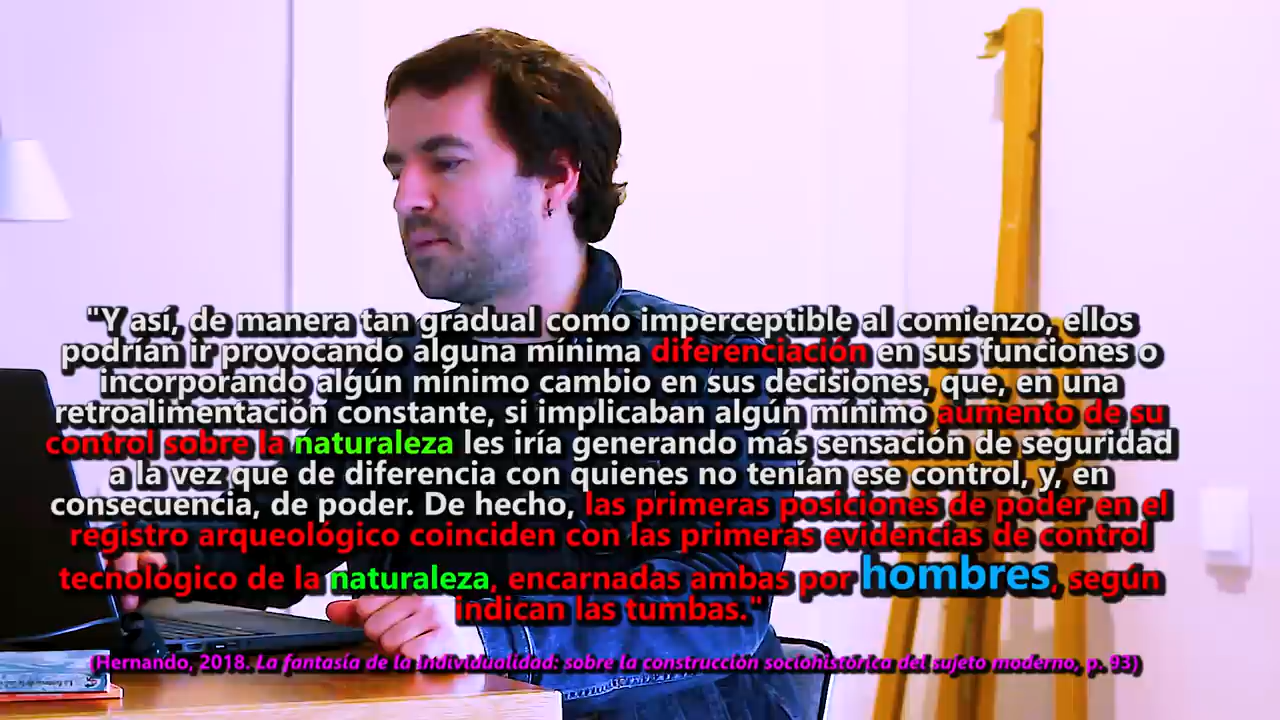 "Y así, de manera tan gradual como imperceptible al comienzo, ellos
podrían ir provocando alguna mínima diferenciación en sus funciones o
incorporando algún mínimo cambio en sus decisiones, que, en una
retroalimentación constante, si implicaban algún mínimo aumento de su
control sobre la naturaleza les iría generando más sensación de seguridad
a la vez que de diferencia con quienes no tenían ese control, y, en
consecuencia, de poder. De hecho, las primeras posiciones de poder en el
registro arqueológico coinciden con las primeras evidencias de control
tecnológico de la naturaleza, encarnadas ambas por hombres, según
indican las tumbas."
(Hernando, 2018. La fantasía de la individualidad: sobre la construcción sociohistórica del sujeto moderno, p. 93)